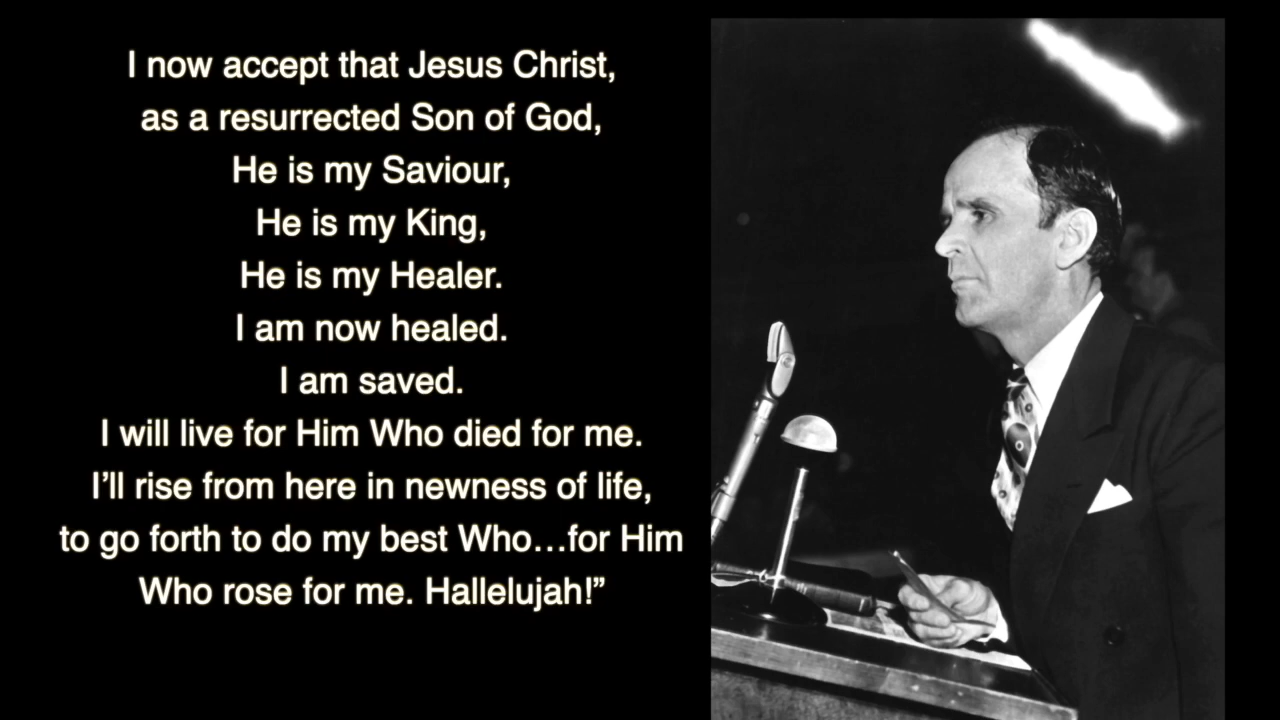 I now accept that Jesus Christ,
as a resurrected Son of God,
He is my Saviour,
He is my King,
He is my Healer.
I am now healed.
I am saved.
I will live for Him Who died for me.
I’ll rise from here in newness of life,
to go forth to do my best Who…for Him
Who rose for me. Hallelujah!”